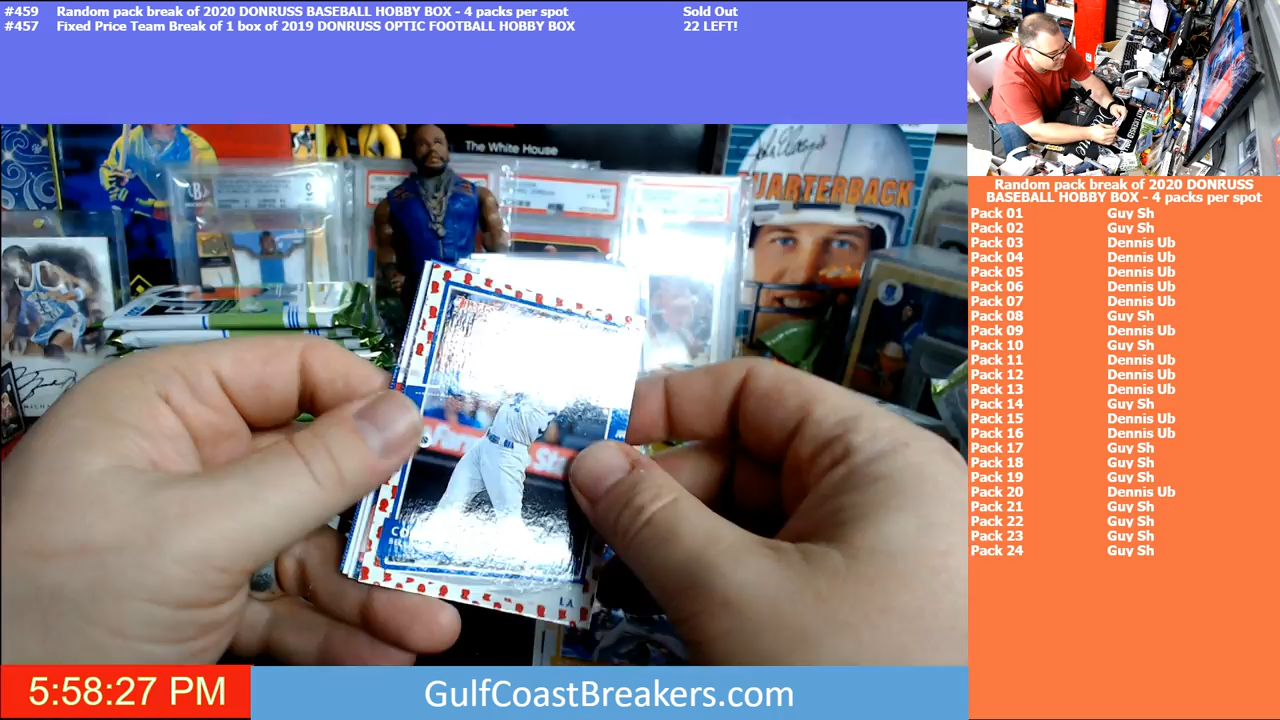 #459 Random pack break of 2020 DONRUSS BASEBALL HOBBY BOX - 4 packs per spot Sold Out
#457 Fixed Price Team Break of 1 box of 2019 DONRUSS OPTIC FOOTBALL HOBBY BOX 22 LEFT!
The White House
QUARTERBACK
LA
Random pack break of 2020 DONRUSS
BASEBALL HOBBY BOX - 4 packs per spot
Pack 01 Guy Sh
Pack 02 Guy Sh
Pack 03 Dennis Ub
Pack 04 Dennis Ub
Pack 05 Dennis Ub
Pack 06 Dennis Ub
Pack 07 Dennis Ub
Pack 08 Guy Sh
Pack 09 Dennis Ub
Pack 10 Guy Sh
Pack 11 Dennis Ub
Pack 12 Dennis Ub
Pack 13 Dennis Ub
Pack 14 Guy Sh
Pack 15 Dennis Ub
Pack 16 Dennis Ub
Pack 17 Guy Sh
Pack 18 Guy Sh
Pack 19 Guy Sh
Pack 20 Dennis Ub
Pack 21 Guy Sh
Pack 22 Guy Sh
Pack 23 Guy Sh
Pack 24 Guy Sh
5:58:27 PM
GulfCoastBreakers.com